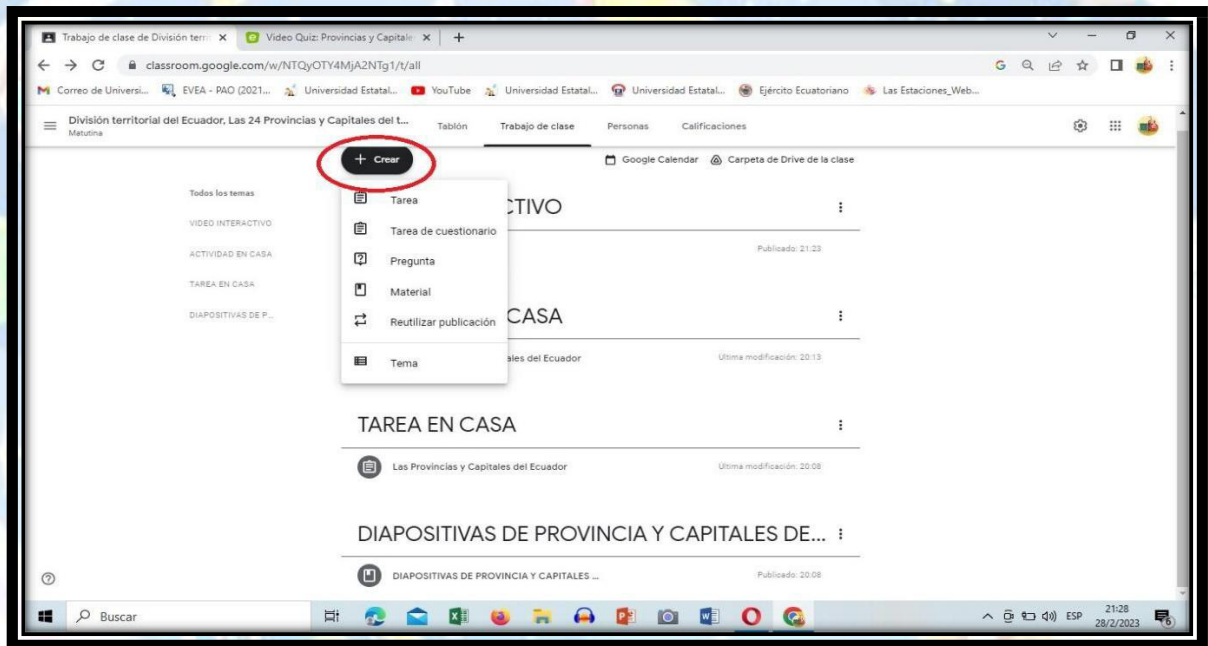 Trabajo de clase de División terri
Video Quiz: Provincias y Capitale
classroom.google.com/w/NTQyOTY4MjA2NTg1/t/all
Correo de Universi...
EVEA - PAO (2021...
Universidad Estatal...
YouTube
Universidad Estatal...
Universidad Estatal...
Ejército Ecuatoriano
Las Estaciones_Web...
División territorial del Ecuador, Las 24 Provincias y Capitales del t...
Matutina
Tablón
Trabajo de clase
Personas
Calificaciones
+ Crear
Google Calendar
Carpeta de Drive de la clase
Todos los temas
VIDEO INTERACTIVO
ACTIVIDAD EN CASA
TAREA EN CASA
DIAPOSITIVAS DE P...
Tarea
Tarea de cuestionario
Pregunta
Material
Reutilizar publicación
Tema
CTIVO
Publicado: 21:23
CASA
ales del Ecuador
Última modificación: 20:13
TAREA EN CASA
Las Provincias y Capitales del Ecuador
Última modificación: 20:08
DIAPOSITIVAS DE PROVINCIA Y CAPITALES DE...
DIAPOSITIVAS DE PROVINCIA Y CAPITALES ...
Publicado: 20:08
Buscar
ESP
21:28
28/2/2023
6